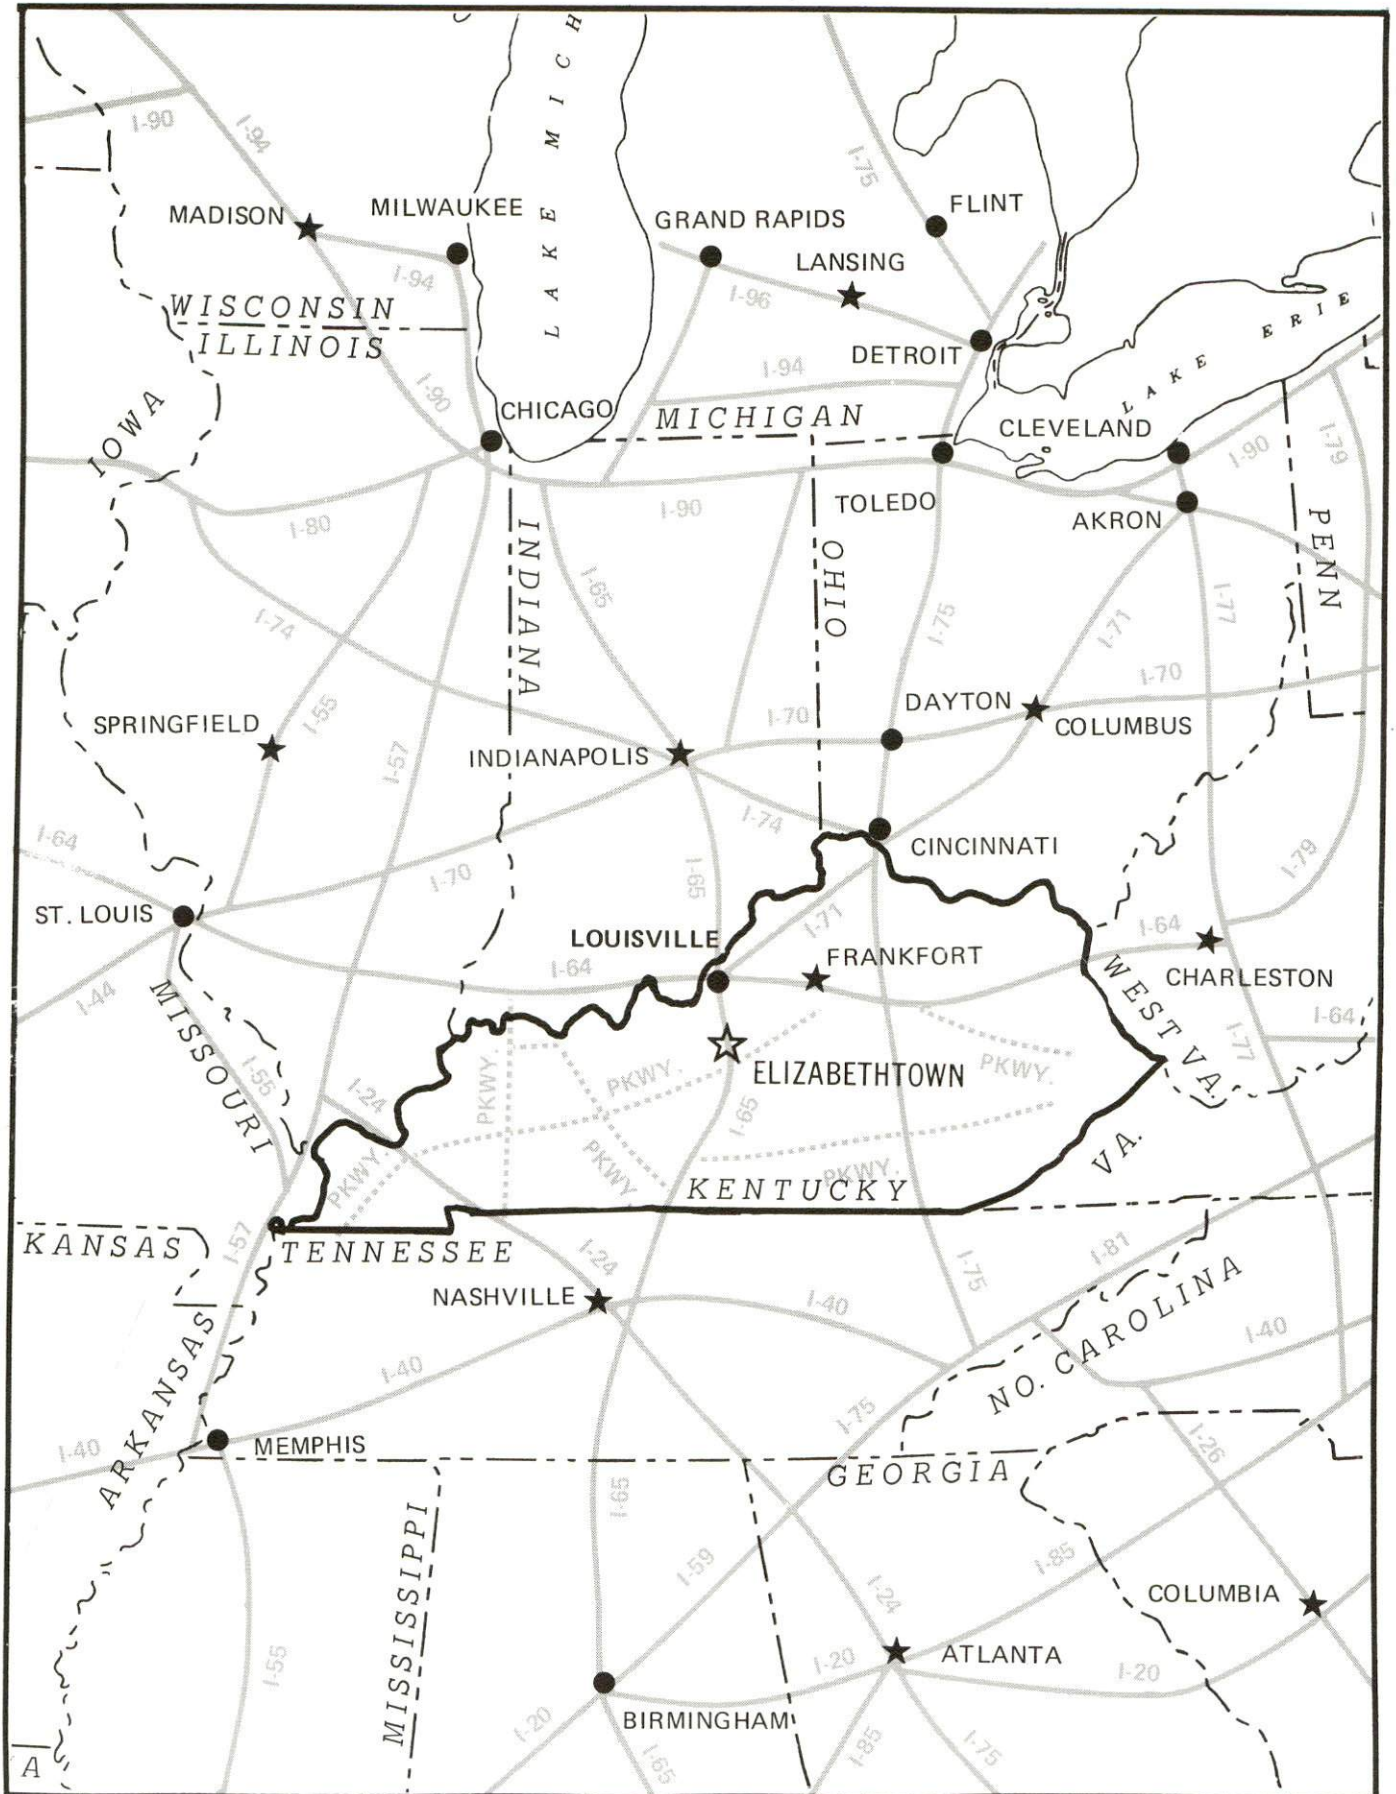 I-90
I-94
LAKE MICH
I-75
MADISON
MILWAUKEE
GRAND RAPIDS
FLINT
LANSING
I-94
I-96
WISCONSIN
ILLINOIS
DETROIT
LAKE ERIE
I-94
I-90
IOWA
CHICAGO
MICHIGAN
CLEVELAND
I-90
I-79
I-80
I-90
TOLEDO
AKRON
PENN
INDIANA
OHIO
I-65
I-74
I-75
I-71
I-77
SPRINGFIELD
I-55
I-57
I-70
DAYTON
I-70
COLUMBUS
INDIANAPOLIS
I-74
I-64
CINCINNATI
I-70
I-65
I-79
ST. LOUIS
I-71
I-64
LOUISVILLE
I-64
FRANKFORT
CHARLESTON
I-44
MISSOURI
WEST VA.
I-64
I-55
I-77
ELIZABETHTOWN
PKWY.
PKWY.
PKWY.
I-24
I-65
PKWY.
PKWY
PKWY.
VA.
KENTUCKY
KANSAS
I-57
TENNESSEE
I-24
I-75
I-81
NASHVILLE
I-40
NO. CAROLINA
I-40
ARKANSAS
I-40
I-75
I-40
MEMPHIS
GEORGIA
I-26
MISSISSIPPI
I-65
I-59
I-85
I-24
COLUMBIA
I-55
I-20
ATLANTA
I-20
I-20
BIRMINGHAM
I-65
I-85
I-75
A